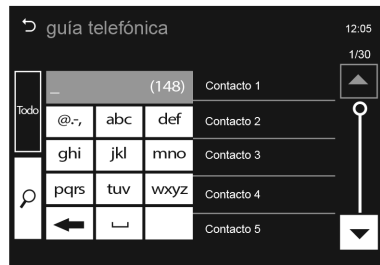 guía telefónica
12:05
1/30
Todo
_ (148)
Contacto 1
@.-, abc def
Contacto 2
ghi jkl mno
Contacto 3
pqrs tuv wxyz
Contacto 4
Contacto 5